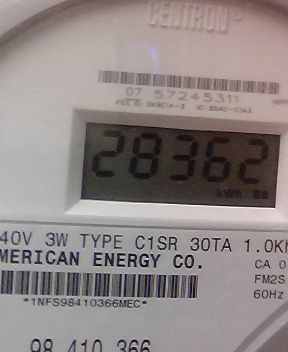 CENTRON
07 57245311
28362
kWh
40V 3W TYPE C1SR 30TA 1.0K
MERICAN ENERGY CO.
CA 0
FM2S
60Hz
*1NFS98410366MEC*
98 410 366